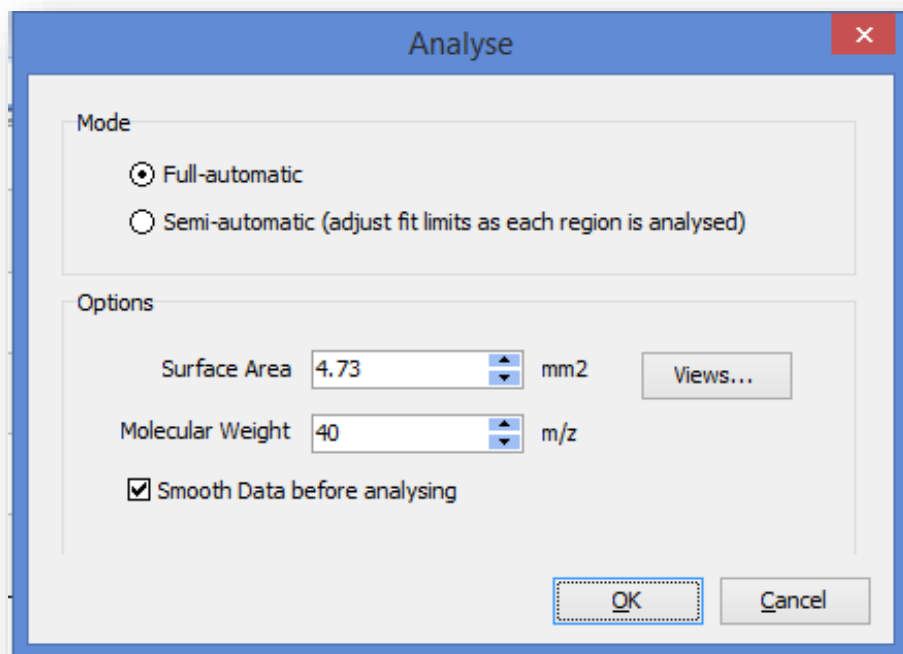 Analyse
Mode
Full-automatic
Semi-automatic (adjust fit limits as each region is analysed)
Options
Surface Area 4.73 mm2 Views...
Molecular Weight 40 m/z
Smooth Data before analysing
OK Cancel